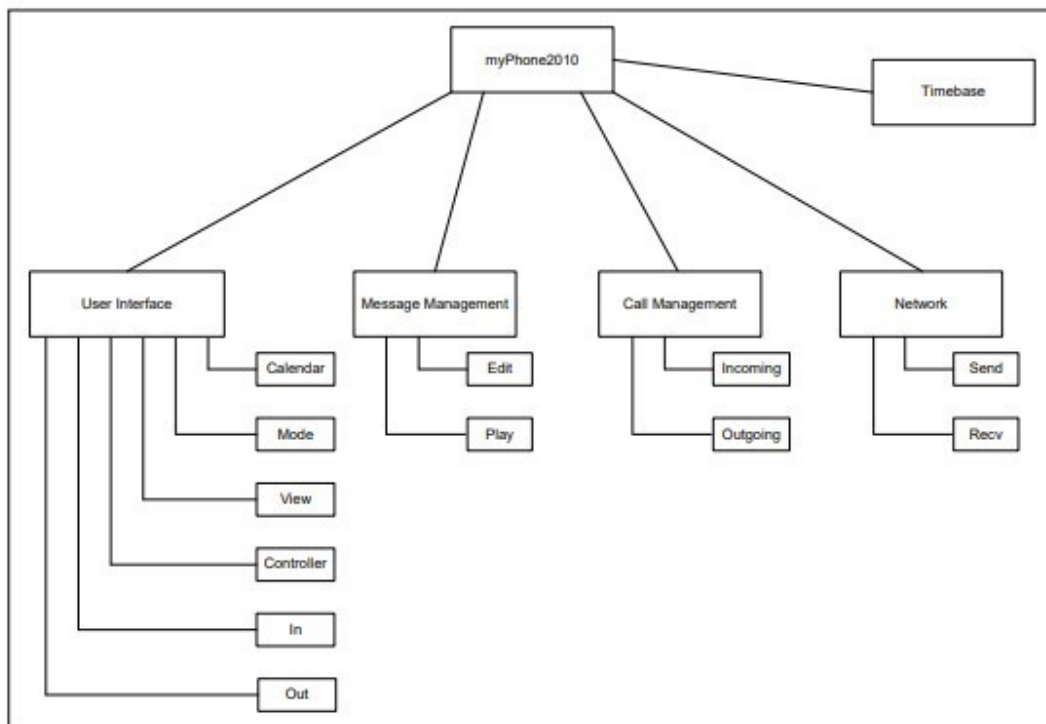 myPhone2010
Timebase
User Interface
Message Management
Call Management
Network
Calendar
Edit
Incoming
Send
Mode
Play
Outgoing
Recv
View
Controller
In
Out